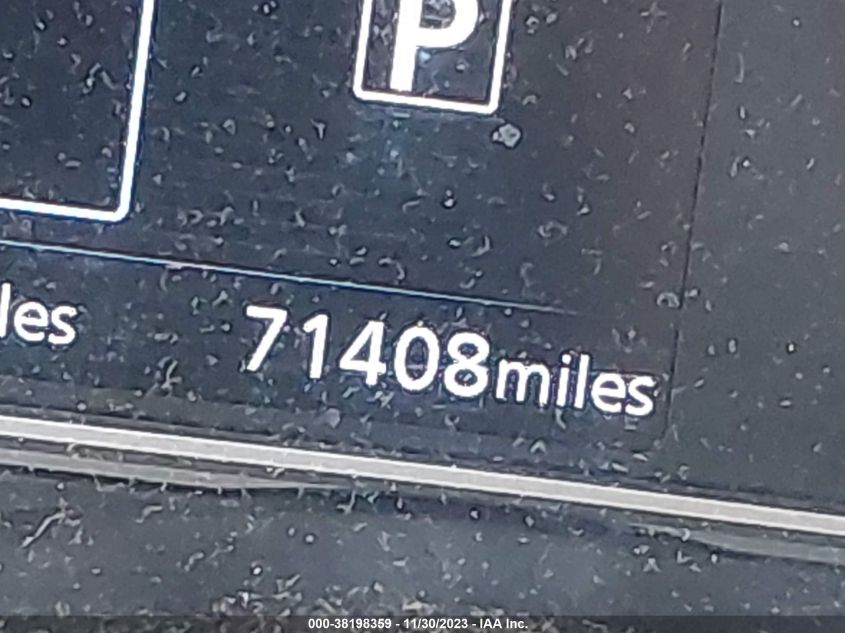 P
les
71408miles
000-38198359 - 11/30/2023 - IAA Inc.